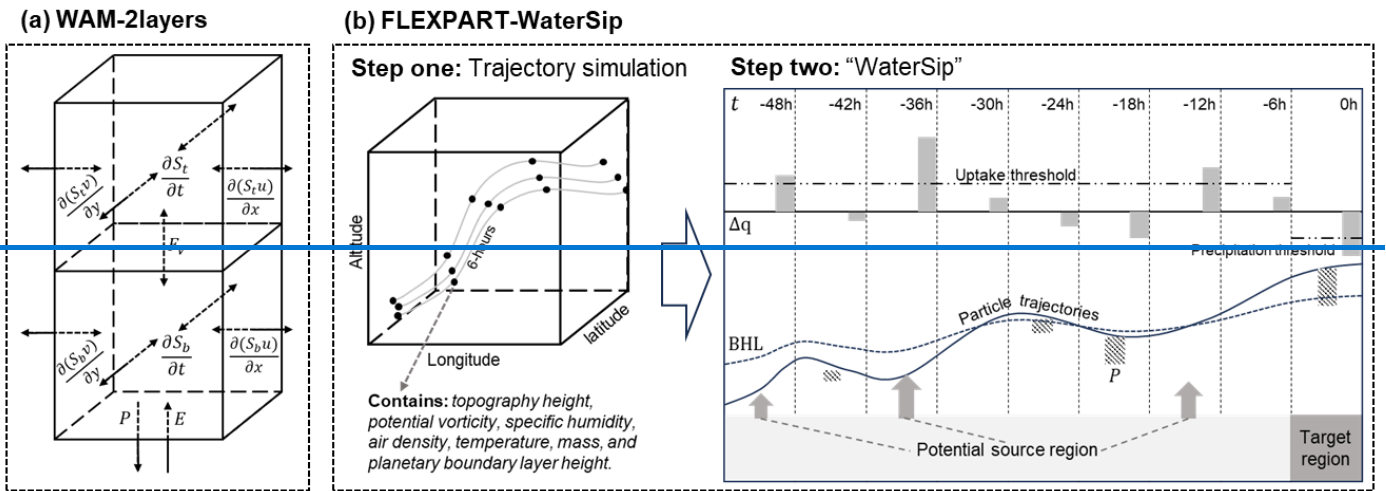 (a) WAM-2layers
∂(S_t v)/∂y
∂S_t/∂t
∂(S_t u)/∂x
F_v
∂(S_b v)/∂y
∂S_b/∂t
∂(S_b u)/∂x
P
E
(b) FLEXPART-WaterSip
Step one: Trajectory simulation
Altitude
6-hours
latitude
Longitude
Contains: topography height,
potential vorticity, specific humidity,
air density, temperature, mass, and
planetary boundary layer height.
Step two: “WaterSip”
t -48h -42h -36h -30h -24h -18h -12h -6h 0h
Uptake threshold
Δq
Precipitation threshold
Particle trajectories
BHL
P
Potential source region
Target
region